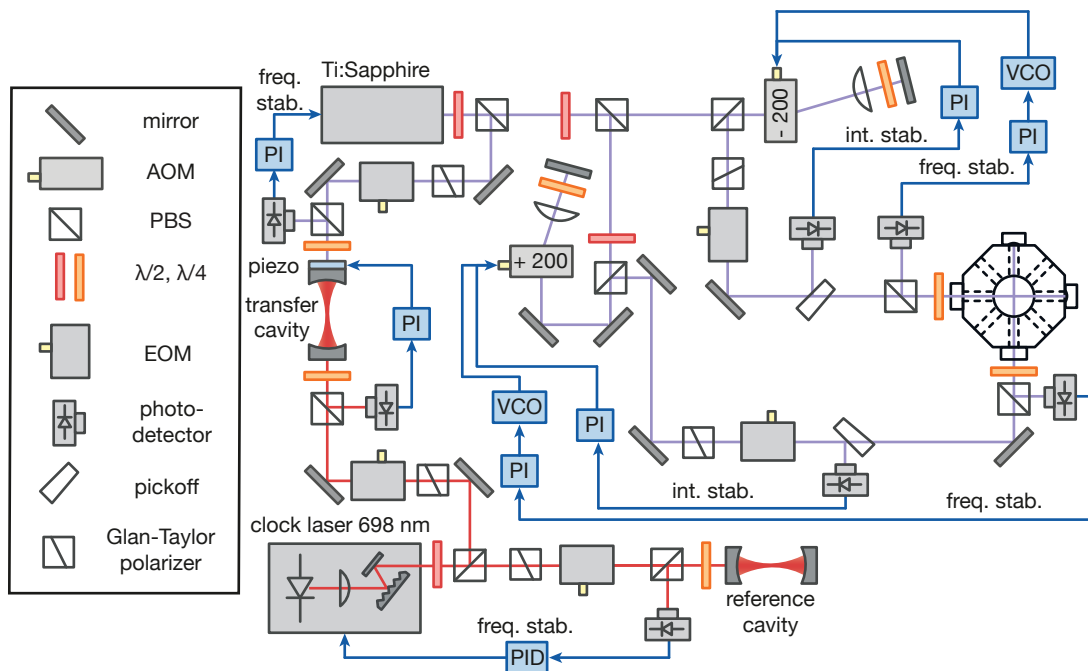 mirror
AOM
PBS
λ/2, λ/4
EOM
photo-
detector
pickoff
Glan-Taylor
polarizer
freq.
stab.
Ti:Sapphire
PI
- 200
int. stab.
PI
VCO
PI
freq. stab.
piezo
transfer
cavity
PI
+ 200
VCO
PI
PI
int. stab.
freq. stab.
clock laser 698 nm
freq. stab.
PID
reference
cavity